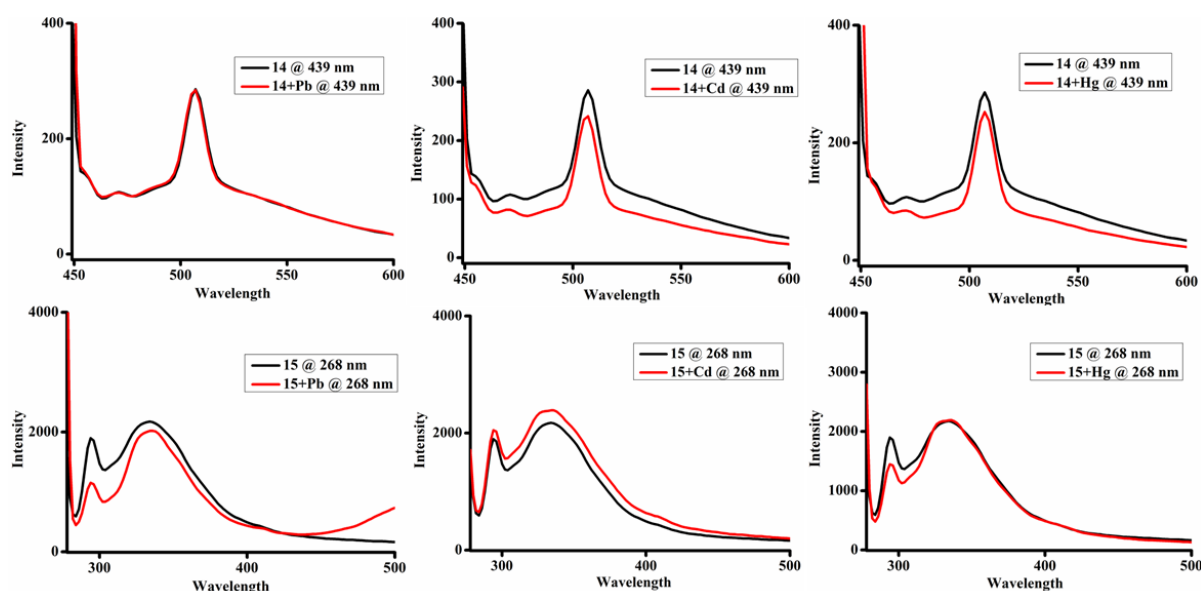 400
200
0
450
500
550
600
Intensity
Wavelength
14 @ 439 nm
14+Pb @ 439 nm
400
300
200
100
0
450
500
550
600
Intensity
Wavelength
14 @ 439 nm
14+Cd @ 439 nm
400
300
200
100
0
450
500
550
600
Intensity
Wavelength
14 @ 439 nm
14+Hg @ 439 nm
4000
2000
0
300
400
500
Intensity
Wavelength
15 @ 268 nm
15+Pb @ 268 nm
4000
3000
2000
1000
0
300
400
500
Intensity
Wavelength
15 @ 268 nm
15+Cd @ 268 nm
4000
3000
2000
1000
0
300
400
500
Intensity
Wavelength
15 @ 268 nm
15+Hg @ 268 nm